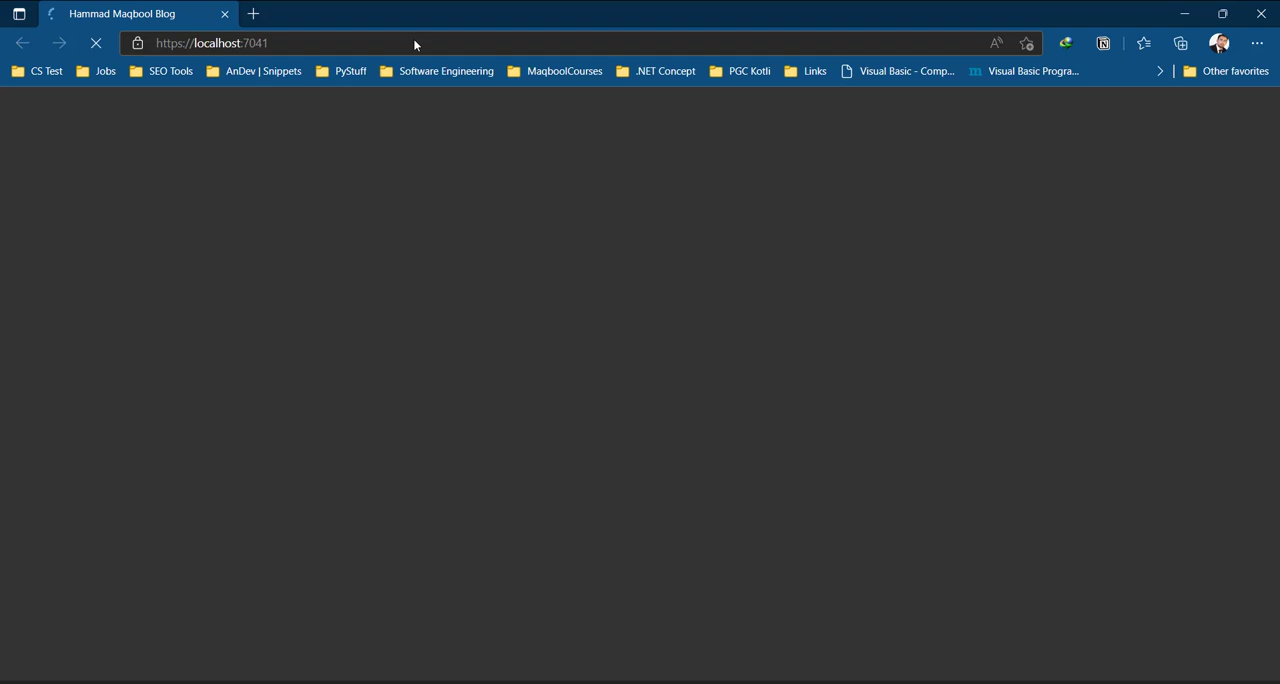 Hammad Maqbool Blog
https://localhost:7041
CS Test Jobs SEO Tools AnDev | Snippets PyStuff Software Engineering MaqboolCourses .NET Concept PGC Kotli Links Visual Basic - Comp... Visual Basic Progra... Other favorites